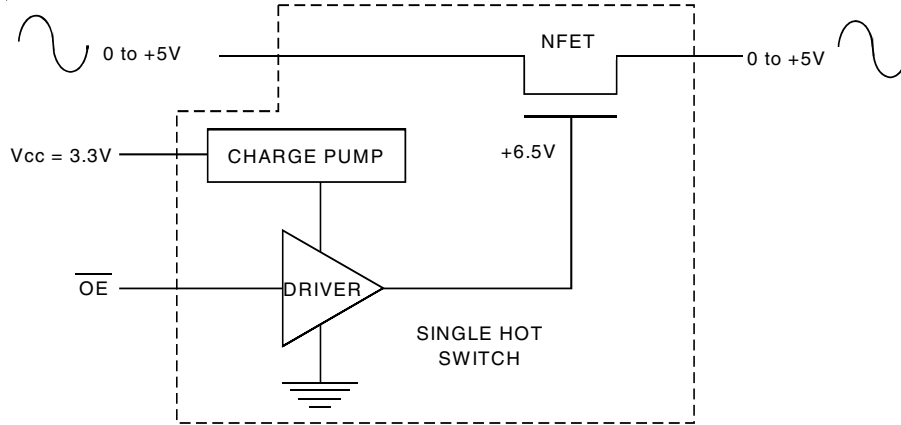 NFET
0 to +5V
0 to +5V
Vcc = 3.3V
CHARGE PUMP
+6.5V
OE
DRIVER
SINGLE HOT
SWITCH